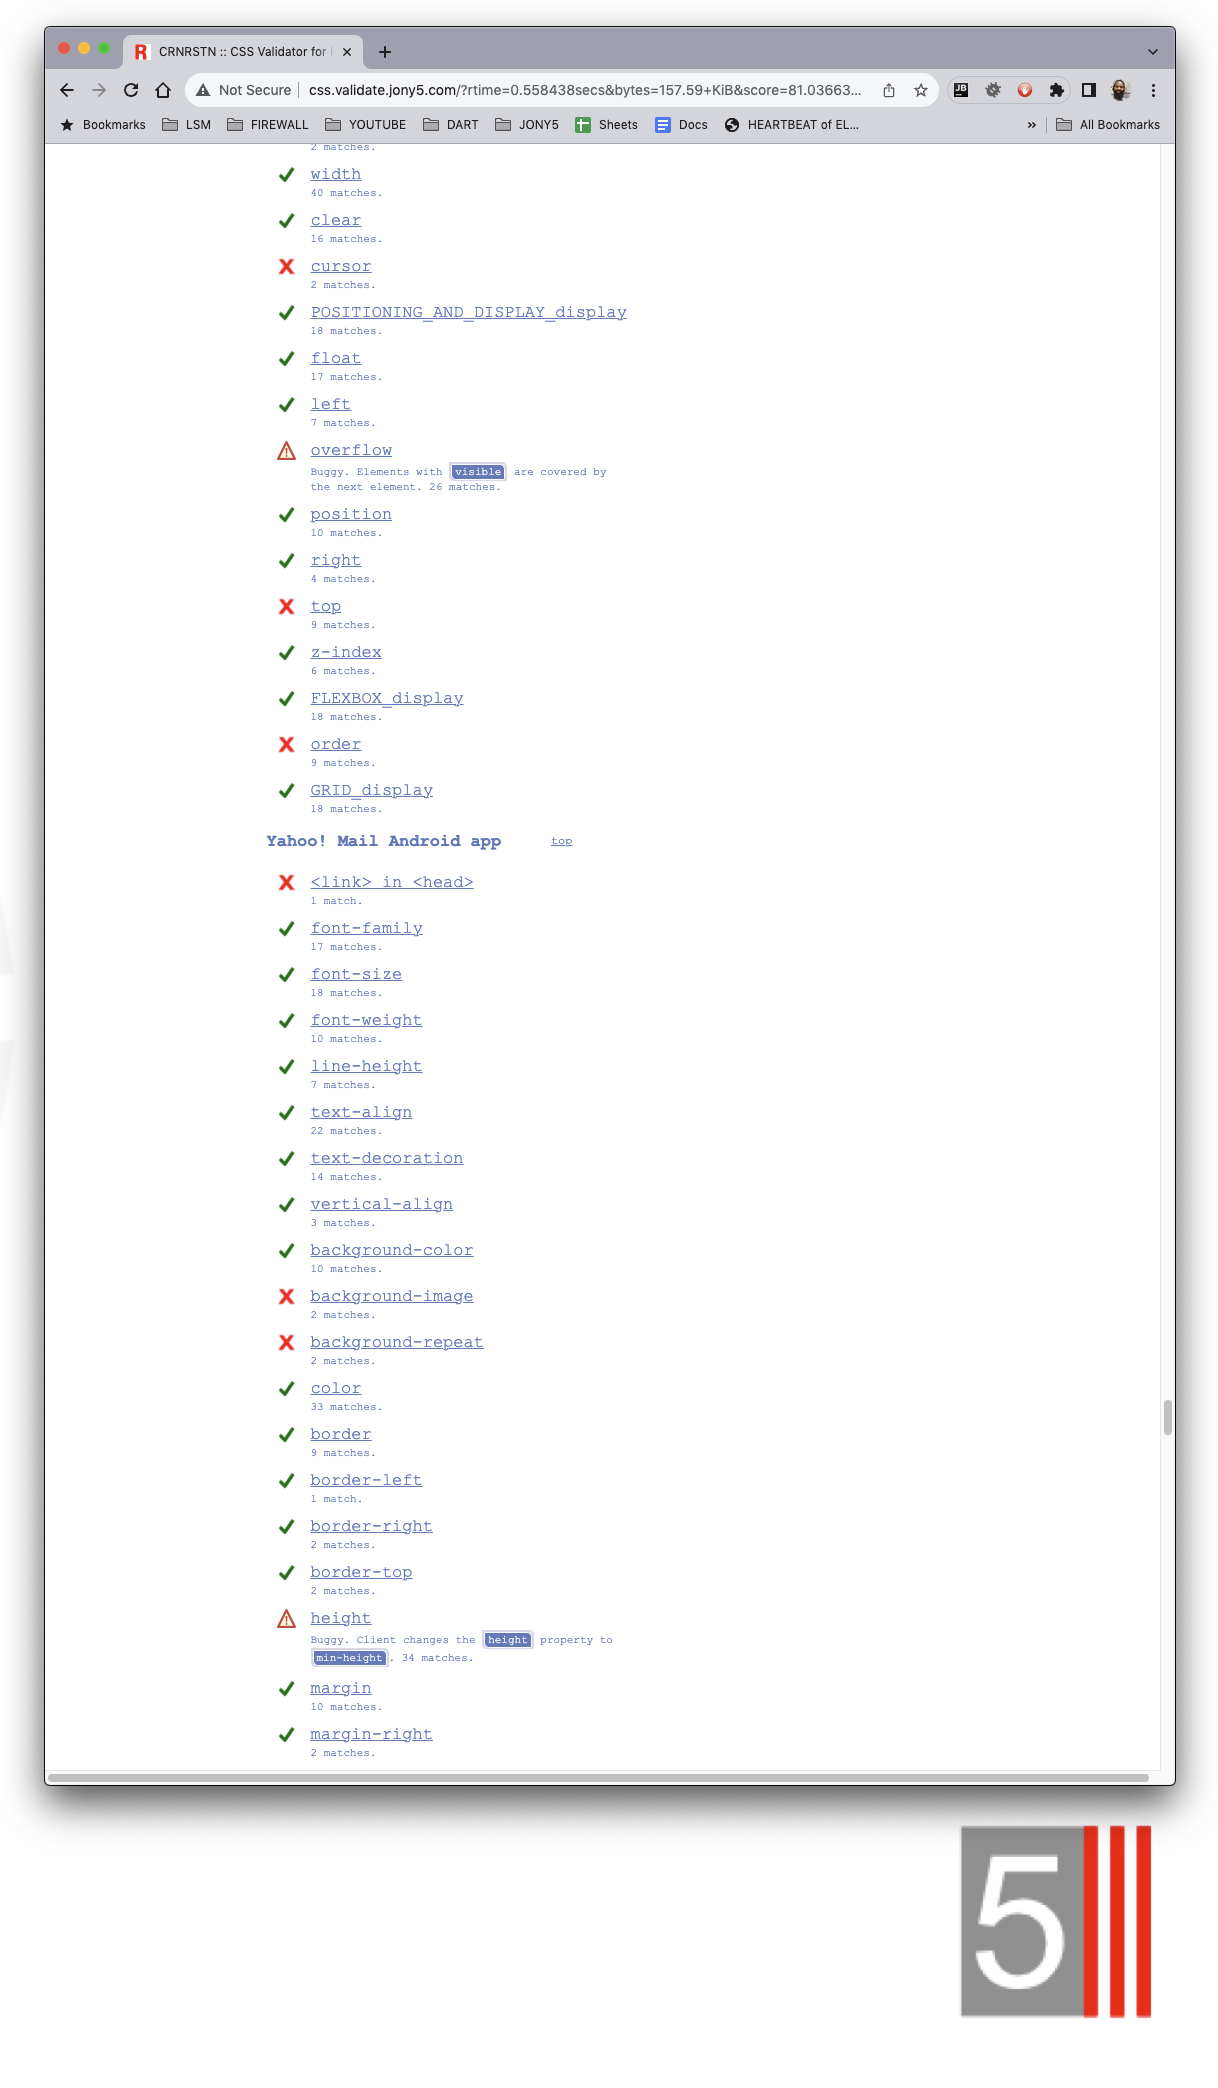 CRNRSTN :: CSS Validator for
Not Secure css.validate.jony5.com/?rtime=0.558438secs&bytes=157.59+KiB&score=81.03663...
Bookmarks LSM FIREWALL YOUTUBE DART JONY5 Sheets Docs HEARTBEAT of EL... » All Bookmarks
2 matches.
width
40 matches.
clear
16 matches.
cursor
2 matches.
POSITIONING_AND_DISPLAY_display
18 matches.
float
17 matches.
left
7 matches.
overflow
Buggy. Elements with visible are covered by
the next element. 26 matches.
position
10 matches.
right
4 matches.
top
9 matches.
z-index
6 matches.
FLEXBOX_display
18 matches.
order
9 matches.
GRID_display
18 matches.
Yahoo! Mail Android app top
<link> in <head>
1 match.
font-family
17 matches.
font-size
18 matches.
font-weight
10 matches.
line-height
7 matches.
text-align
22 matches.
text-decoration
14 matches.
vertical-align
3 matches.
background-color
10 matches.
background-image
2 matches.
background-repeat
2 matches.
color
33 matches.
border
9 matches.
border-left
1 match.
border-right
2 matches.
border-top
2 matches.
height
Buggy. Client changes the height property to
min-height. 34 matches.
margin
10 matches.
margin-right
2 matches.
5